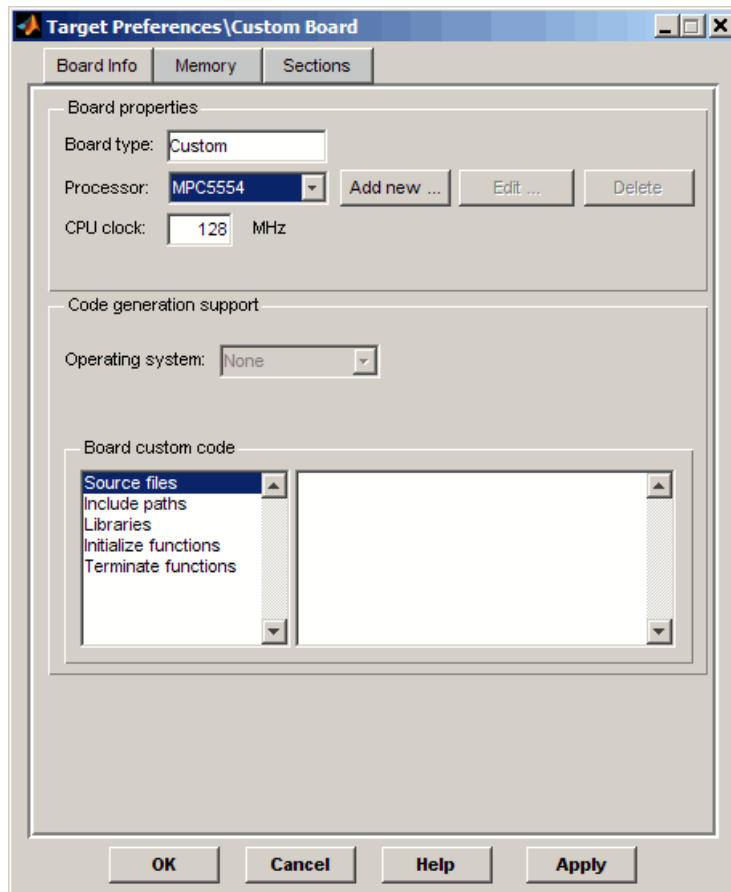 Target Preferences\Custom Board
Board Info Memory Sections
Board properties
Board type: Custom
Processor: MPC5554 Add new ... Edit ... Delete
CPU clock: 128 MHz
Code generation support
Operating system: None
Board custom code
Source files
Include paths
Libraries
Initialize functions
Terminate functions
OK Cancel Help Apply